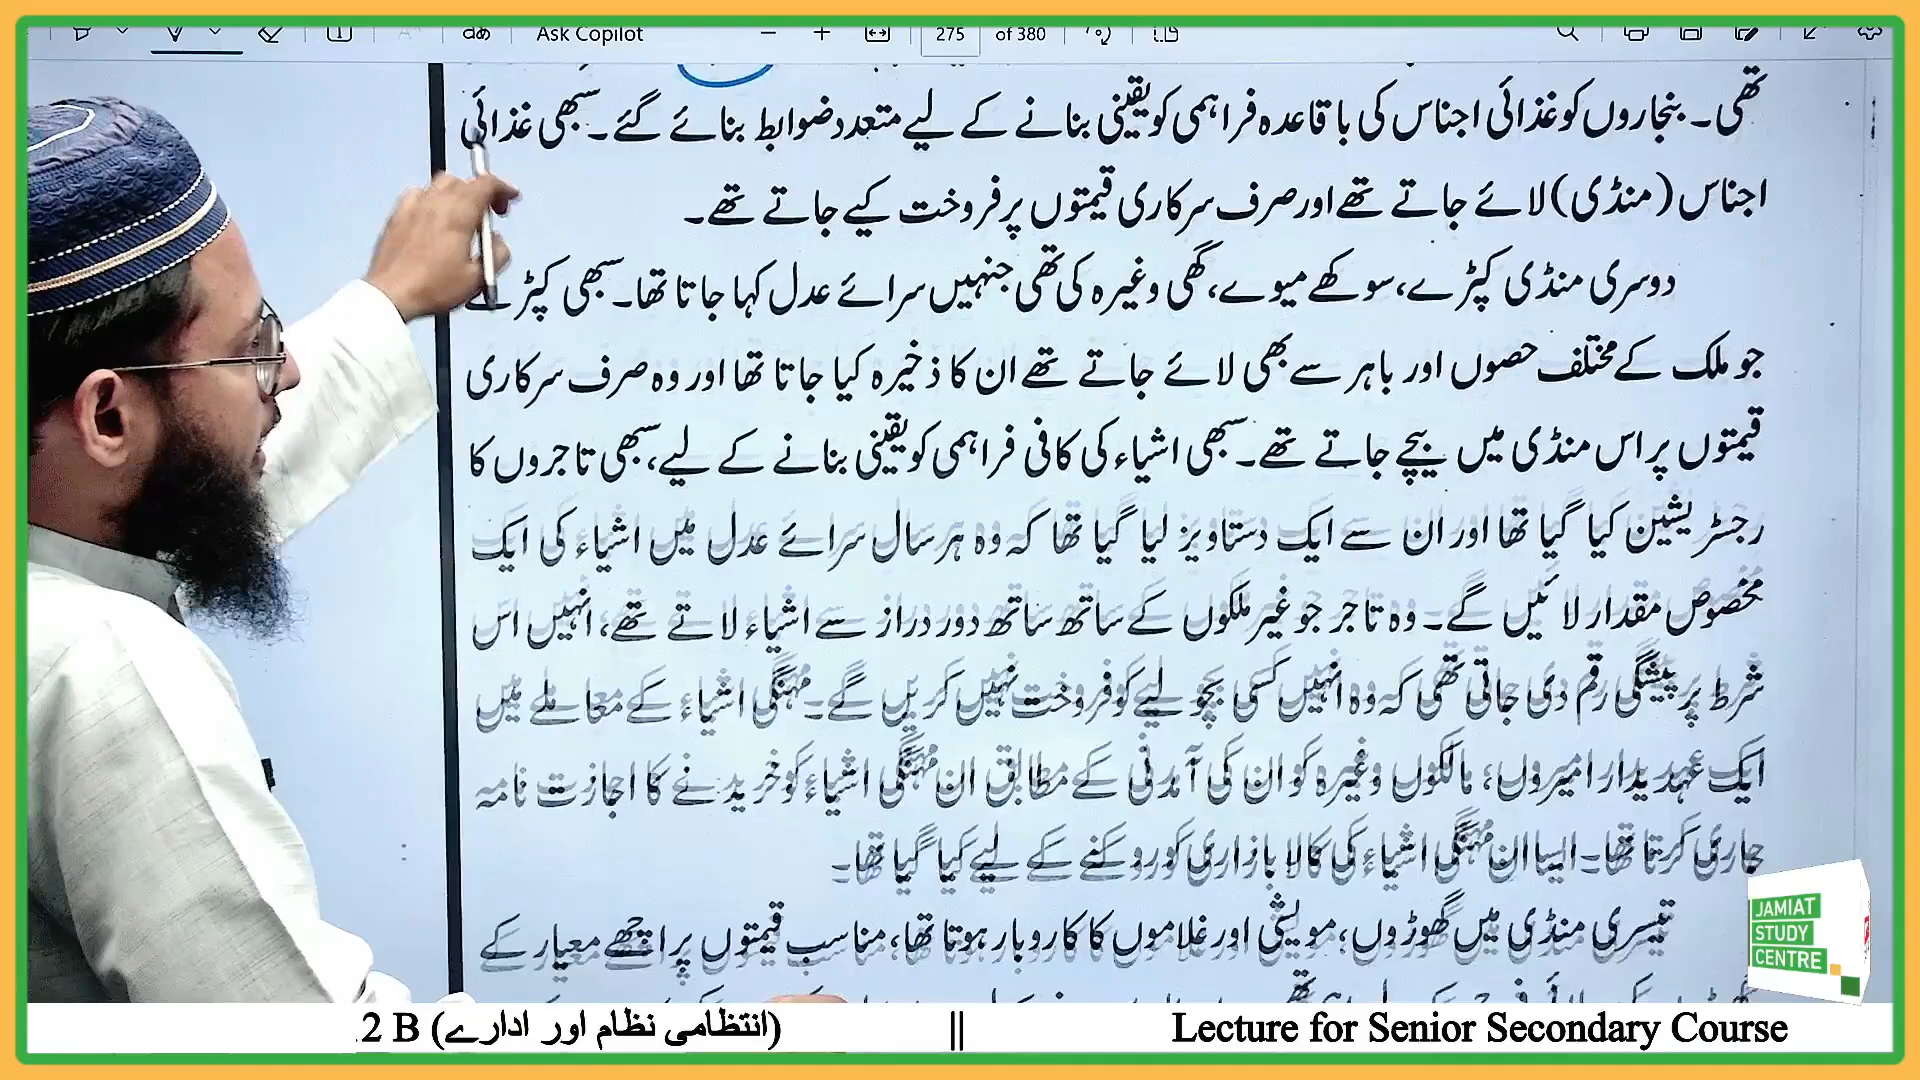 Ask Copilot
275 of 380
تھی۔ بنجاروں کو غذائی اجناس کی باقاعدہ فراہمی کو یقینی بنانے کے لیے متعدد ضوابط بنائے گئے۔ سبھی غذائی
اجناس (منڈی) لائے جاتے تھے اور صرف سرکاری قیمتوں پر فروخت کیے جاتے تھے۔
دوسری منڈی کپڑے، سوکھے میوے، گھی وغیرہ کی تھی جنہیں سرائے عدل کہا جاتا تھا۔ سبھی کپڑے
جو ملک کے مختلف حصوں اور باہر سے بھی لائے جاتے تھے ان کا ذخیرہ کیا جاتا تھا اور وہ صرف سرکاری
قیمتوں پر اس منڈی میں بیچے جاتے تھے۔ سبھی اشیاء کی کافی فراہمی کو یقینی بنانے کے لیے، سبھی تاجروں کا
رجسٹریشین کیا گیا تھا اور ان سے ایک دستاویز لیا گیا تھا کہ وہ ہر سال سرائے عدل میں اشیاء کی ایک
مخصوص مقدار لائیں گے۔ وہ تاجر جو غیر ملکوں کے ساتھ ساتھ دور دراز سے اشیاء لاتے تھے، انہیں اس
شرط پر پیشگی رقم دی جاتی تھی کہ وہ انہیں کسی بچولیے کو فروخت نہیں کریں گے۔ مہنگی اشیاء کے معاملے میں
ایک عہدیدار امیروں، مالکوں وغیرہ کو ان کی آمدنی کے مطابق ان مہنگی اشیاء کو خریدنے کا اجازت نامہ
جاری کرتا تھا۔ ایسا ان مہنگی اشیاء کی کالا بازاری کو روکنے کے لیے کیا گیا تھا۔
تیسری منڈی میں گھوڑوں، مویشی اور غلاموں کا کاروبار ہوتا تھا، مناسب قیمتوں پر اچھے معیار کے
JAMIAT
STUDY
CENTRE
2 B (انتظامی نظام اور ادارے) || Lecture for Senior Secondary Course